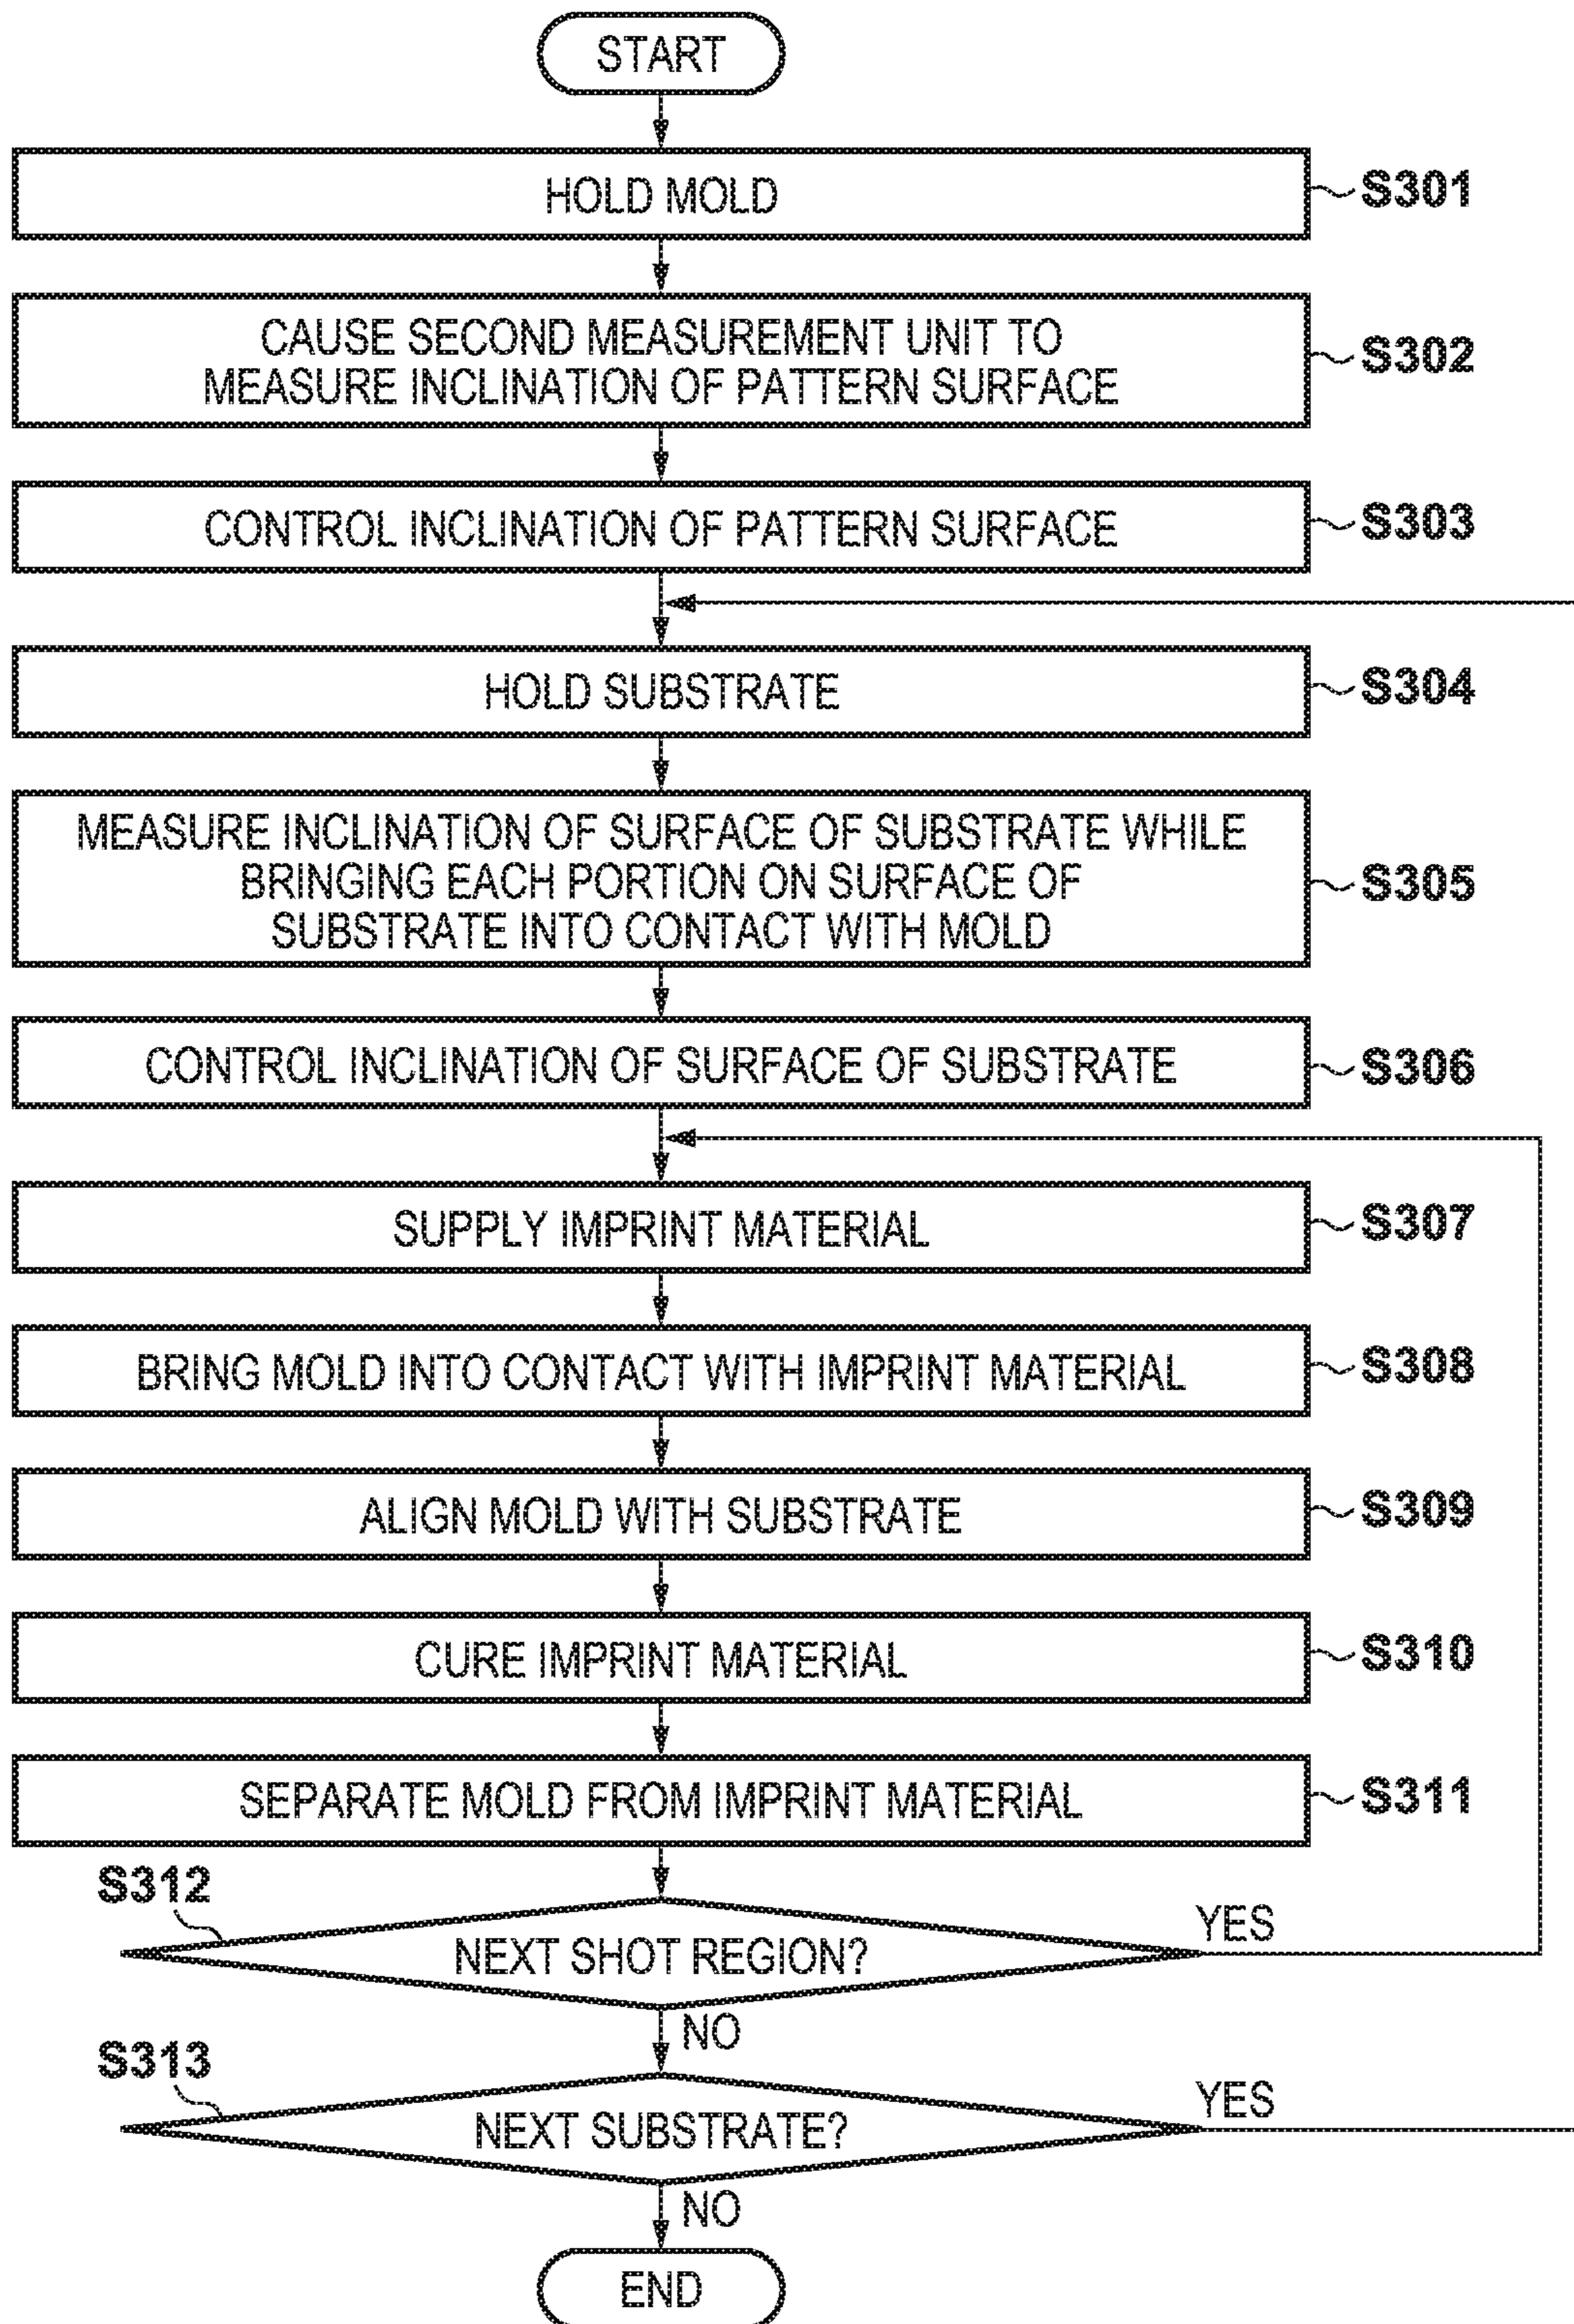 START
HOLD MOLD
S301
CAUSE SECOND MEASUREMENT UNIT TO
MEASURE INCLINATION OF PATTERN SURFACE
S302
CONTROL INCLINATION OF PATTERN SURFACE
S303
HOLD SUBSTRATE
S304
MEASURE INCLINATION OF SURFACE OF SUBSTRATE WHILE
BRINGING EACH PORTION ON SURFACE OF
SUBSTRATE INTO CONTACT WITH MOLD
S305
CONTROL INCLINATION OF SURFACE OF SUBSTRATE
S306
SUPPLY IMPRINT MATERIAL
S307
BRING MOLD INTO CONTACT WITH IMPRINT MATERIAL
S308
ALIGN MOLD WITH SUBSTRATE
S309
CURE IMPRINT MATERIAL
S310
SEPARATE MOLD FROM IMPRINT MATERIAL
S311
S312
NEXT SHOT REGION?
YES
NO
S313
NEXT SUBSTRATE?
YES
NO
END